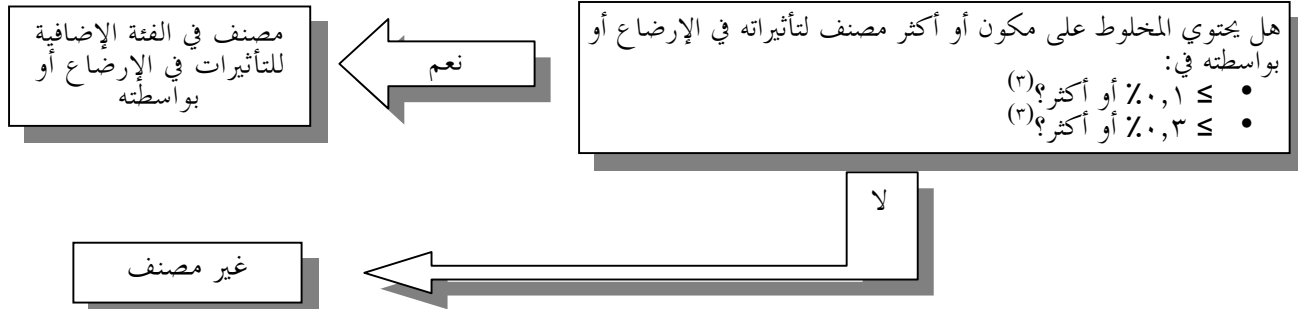 هل يحتوي المخلوط على مكون أو أكثر مصنف لتأثيراته في الإرضاع أو
بواسطته في:
• ≥ ٠,١٪ أو أكثر؟(٣)
• ≥ ٠,٣٪ أو أكثر؟(٣)
نعم
مصنف في الفئة الإضافية
للتأثيرات في الإرضاع أو
بواسطته
لا
غير مصنف